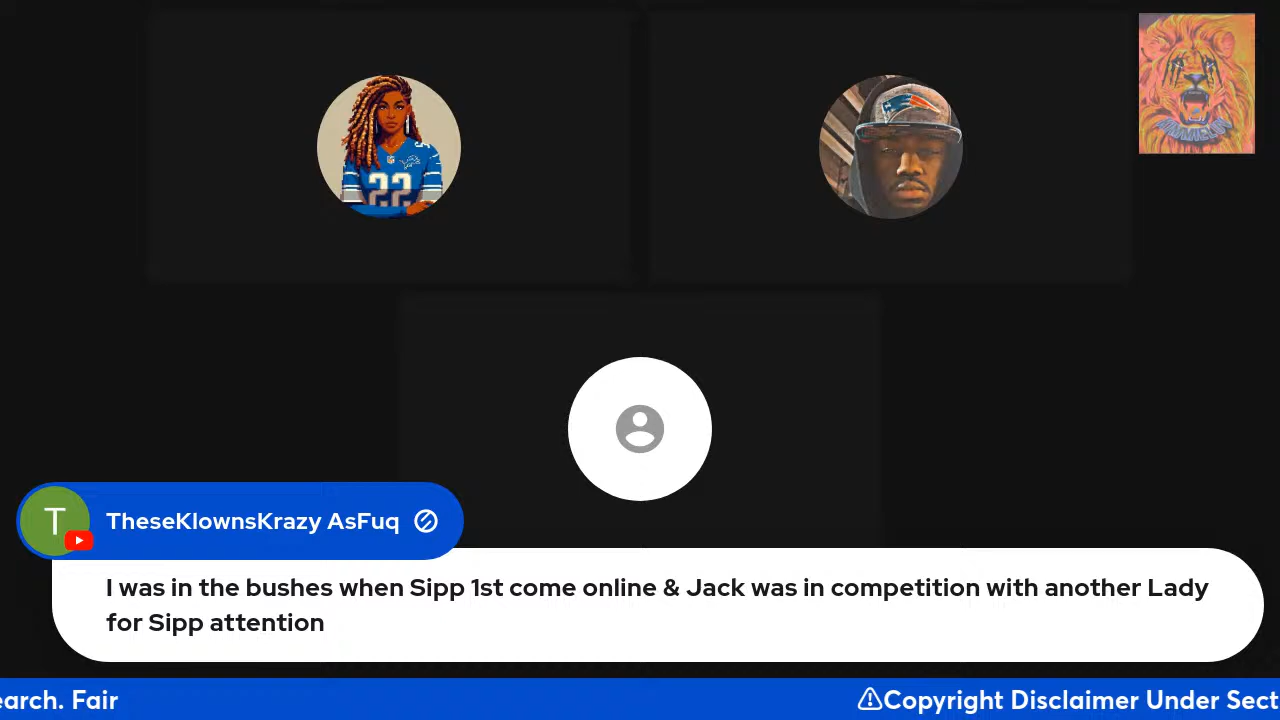 22
T
TheseKlownsKrazy AsFuq
I was in the bushes when Sipp 1st come online & Jack was in competition with another Lady
for Sipp attention
earch. Fair
⚠Copyright Disclaimer Under Sect